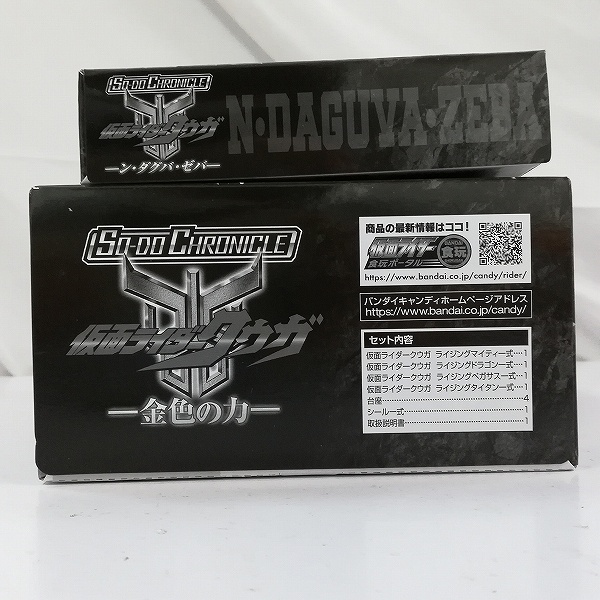 SO-DO CHRONICLE
仮面ライダークウガ
N・DAGUVA・ZEBA
―ン・ダグバ・ゼバ―
SO-DO CHRONICLE
仮面ライダークウガ
―金色の力―
商品の最新情報はココ！
仮面ライダー
食玩ポータル
BANDAI
食玩
https://www.bandai.co.jp/candy/rider/
バンダイキャンディホームページアドレス
https://www.bandai.co.jp/candy/
セット内容
仮面ライダークウガ ライジングマイティ一式…1
仮面ライダークウガ ライジングドラゴン一式…1
仮面ライダークウガ ライジングペガサス一式…1
仮面ライダークウガ ライジングタイタン一式…1
台座…4
シール一式…1
取扱説明書…1